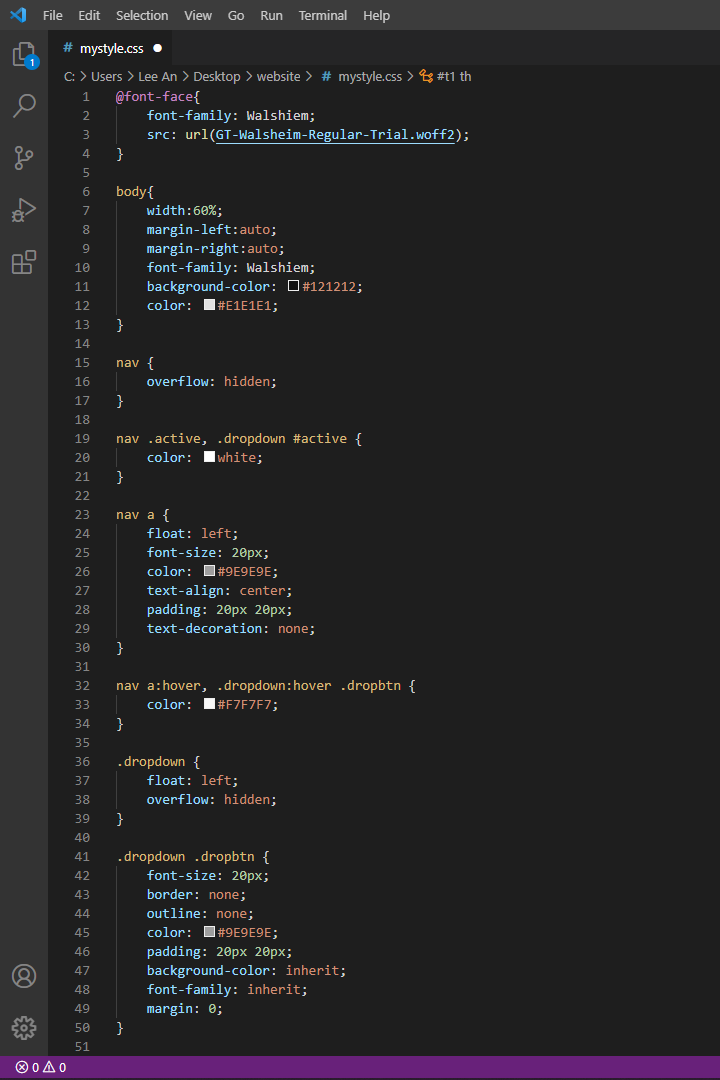 File Edit Selection View Go Run Terminal Help
# mystyle.css
C: > Users > Lee An > Desktop > website > # mystyle.css > #t1 th
1
1 @font-face{
2     font-family: Walshiem;
3     src: url(GT-Walsheim-Regular-Trial.woff2);
4 }
5
6 body{
7     width:60%;
8     margin-left:auto;
9     margin-right:auto;
10     font-family: Walshiem;
11     background-color: #121212;
12     color: #E1E1E1;
13 }
14
15 nav {
16     overflow: hidden;
17 }
18
19 nav .active, .dropdown #active {
20     color: white;
21 }
22
23 nav a {
24     float: left;
25     font-size: 20px;
26     color: #9E9E9E;
27     text-align: center;
28     padding: 20px 20px;
29     text-decoration: none;
30 }
31
32 nav a:hover, .dropdown:hover .dropbtn {
33     color: #F7F7F7;
34 }
35
36 .dropdown {
37     float: left;
38     overflow: hidden;
39 }
40
41 .dropdown .dropbtn {
42     font-size: 20px;
43     border: none;
44     outline: none;
45     color: #9E9E9E;
46     padding: 20px 20px;
47     background-color: inherit;
48     font-family: inherit;
49     margin: 0;
50 }
51
0 0